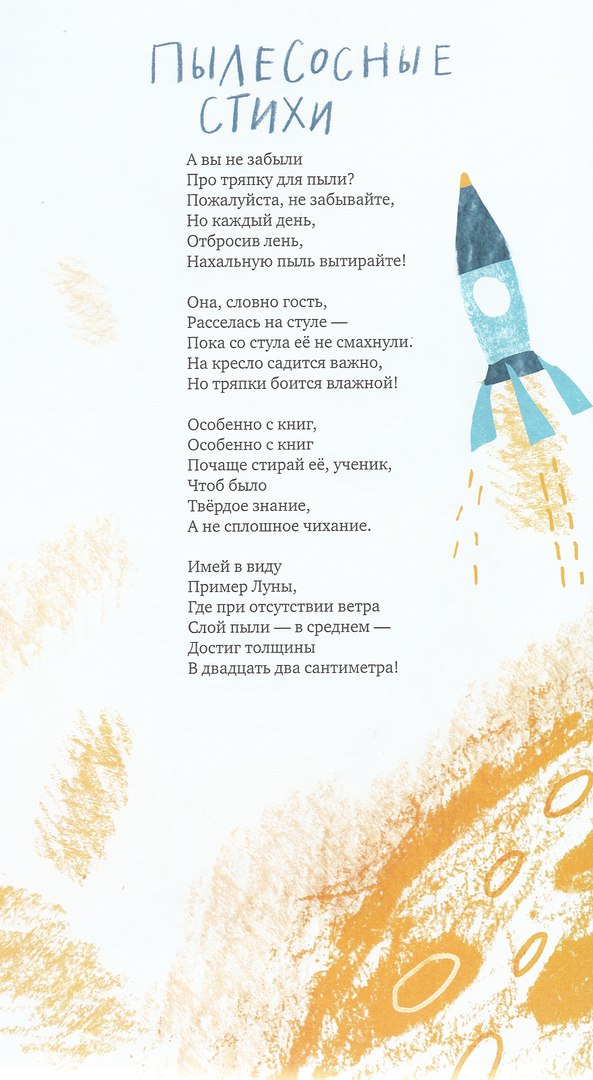 ПЫЛЕСОСНЫЕ
СТИХИ
А вы не забыли
Про тряпку для пыли?
Пожалуйста, не забывайте,
Но каждый день,
Отбросив лень,
Нахальную пыль вытирайте!
Она, словно гость,
Расселась на стуле —
Пока со стула её не смахнули.
На кресло садится важно,
Но тряпки боится влажной!
Особенно с книг,
Особенно с книг
Почаще стирай её, ученик,
Чтоб было
Твёрдое знание,
А не сплошное чихание.
Имей в виду
Пример Луны,
Где при отсутствии ветра
Слой пыли — в среднем —
Достиг толщины
В двадцать два сантиметра!